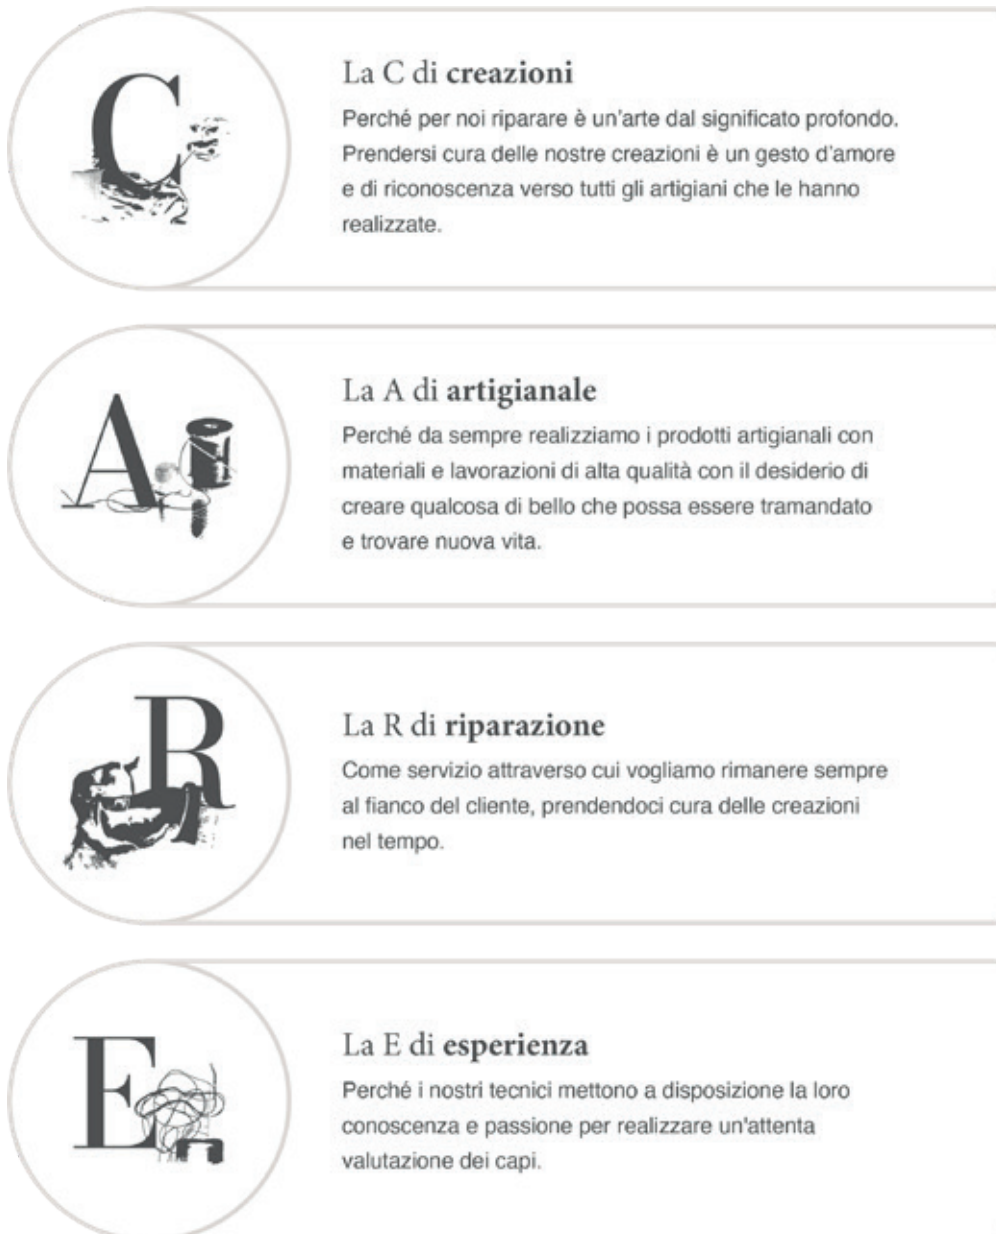 C
La C di creazioni
Perché per noi riparare è un'arte dal significato profondo.
Prendersi cura delle nostre creazioni è un gesto d'amore
e di riconoscenza verso tutti gli artigiani che le hanno
realizzate.
A
La A di artigianale
Perché da sempre realizziamo i prodotti artigianali con
materiali e lavorazioni di alta qualità con il desiderio di
creare qualcosa di bello che possa essere tramandato
e trovare nuova vita.
R
La R di riparazione
Come servizio attraverso cui vogliamo rimanere sempre
al fianco del cliente, prendendoci cura delle creazioni
nel tempo.
E
La E di esperienza
Perché i nostri tecnici mettono a disposizione la loro
conoscenza e passione per realizzare un'attenta
valutazione dei capi.